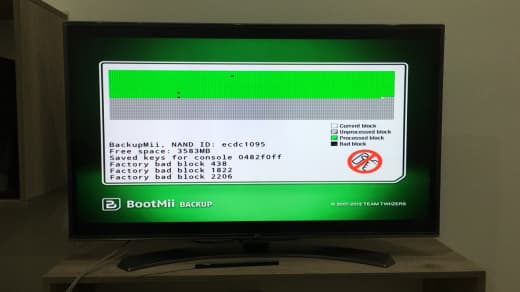 Current block
Unprocessed block
Processed block
Bad block
BackupMii, NAND ID: ecdc1095
Free space: 3583MB
Saved keys for console 0482f0ff
Factory bad block 438
Factory bad block 1822
Factory bad block 2206
BootMii BACKUP
© 2007-2012 TEAM TWIIZERS